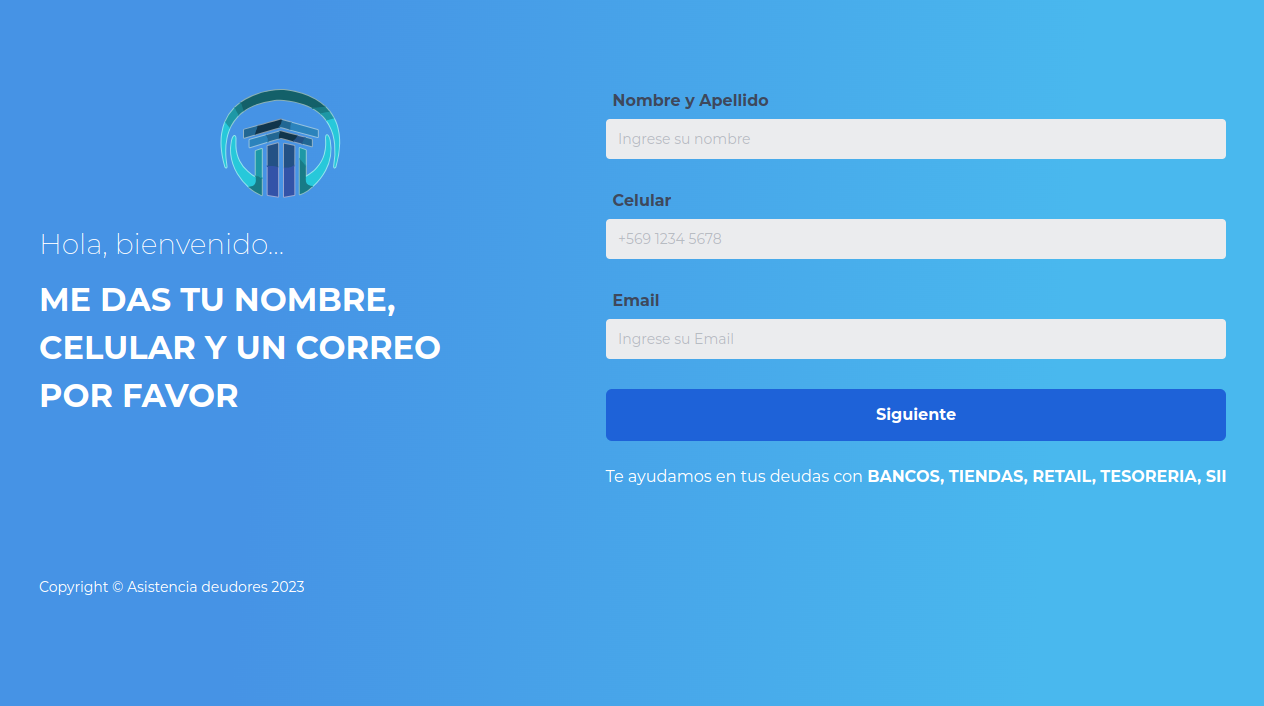 Hola, bienvenido...
ME DAS TU NOMBRE,
CELULAR Y UN CORREO
POR FAVOR
Nombre y Apellido
Ingrese su nombre
Celular
+569 1234 5678
Email
Ingrese su Email
Siguiente
Te ayudamos en tus deudas con BANCOS, TIENDAS, RETAIL, TESORERIA, SII
Copyright © Asistencia deudores 2023